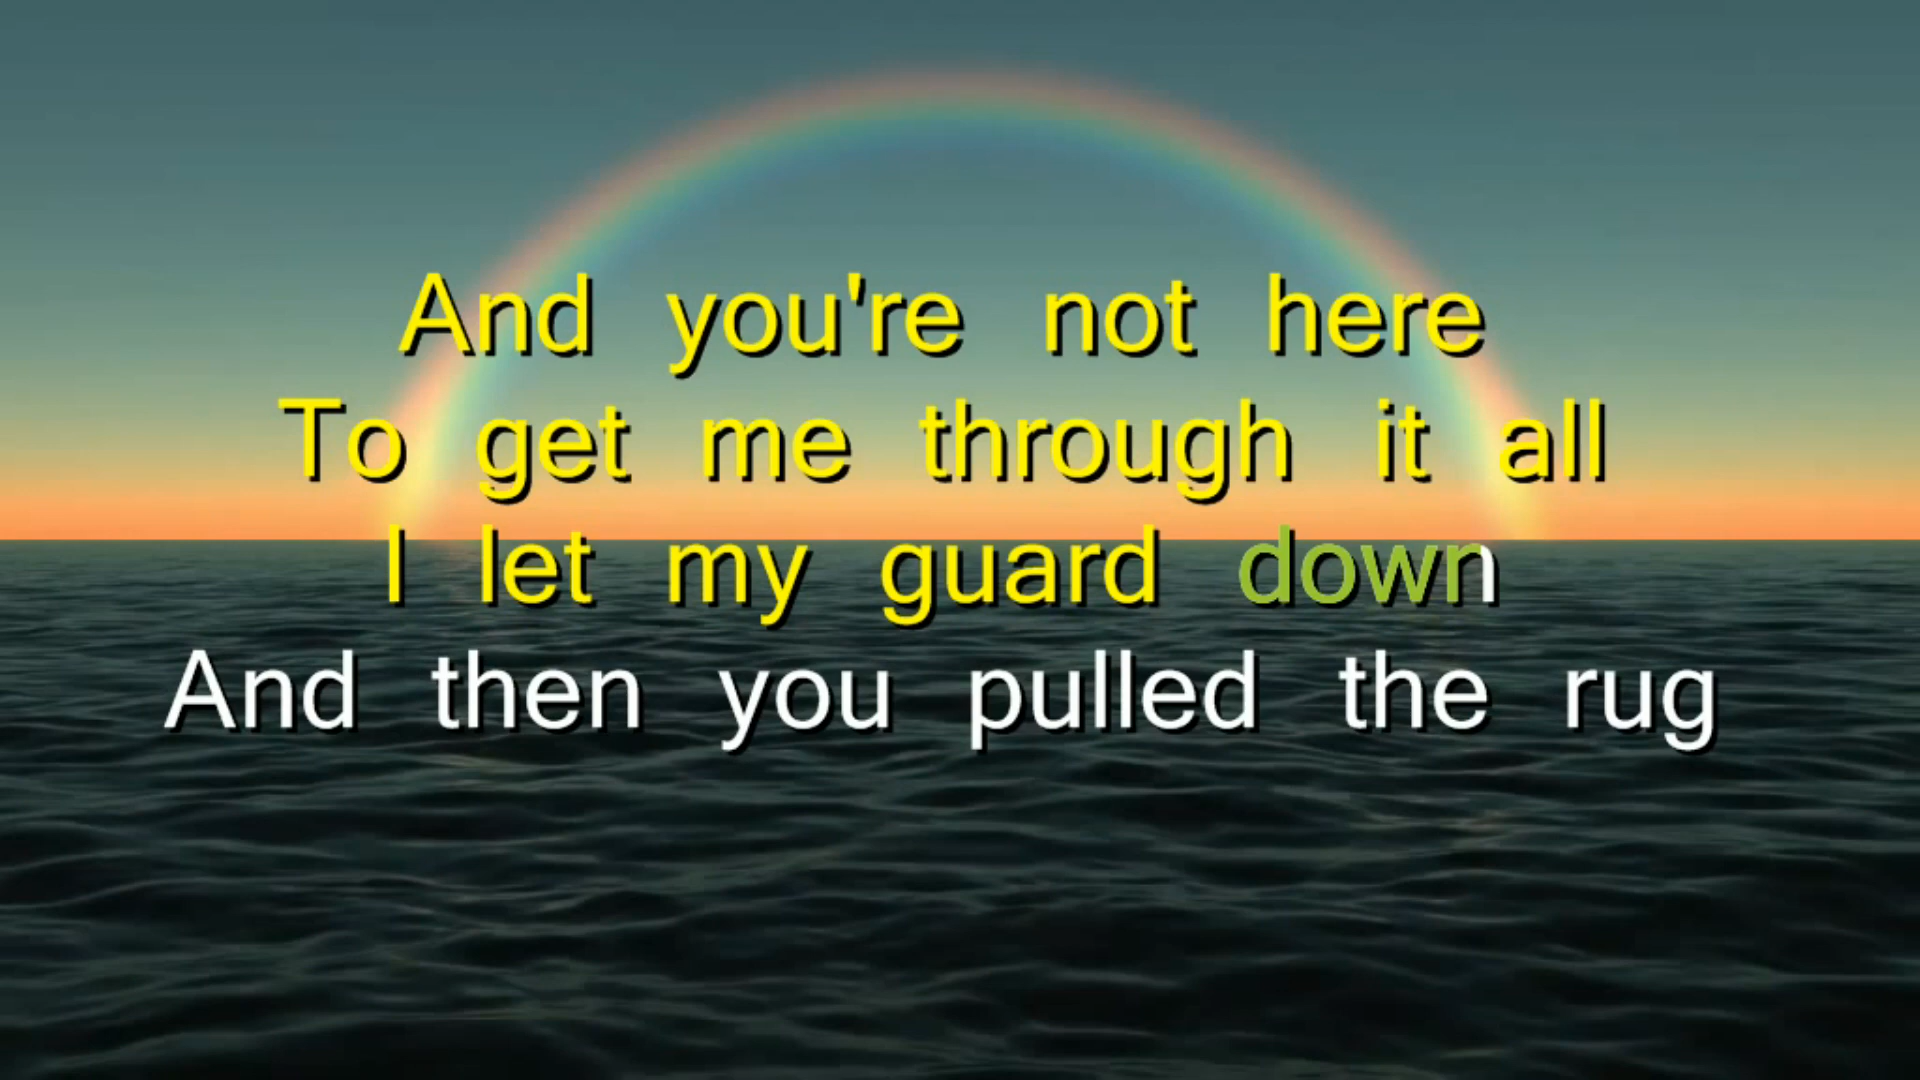 And you're not here
To get me through it all
I let my guard down
And then you pulled the rug